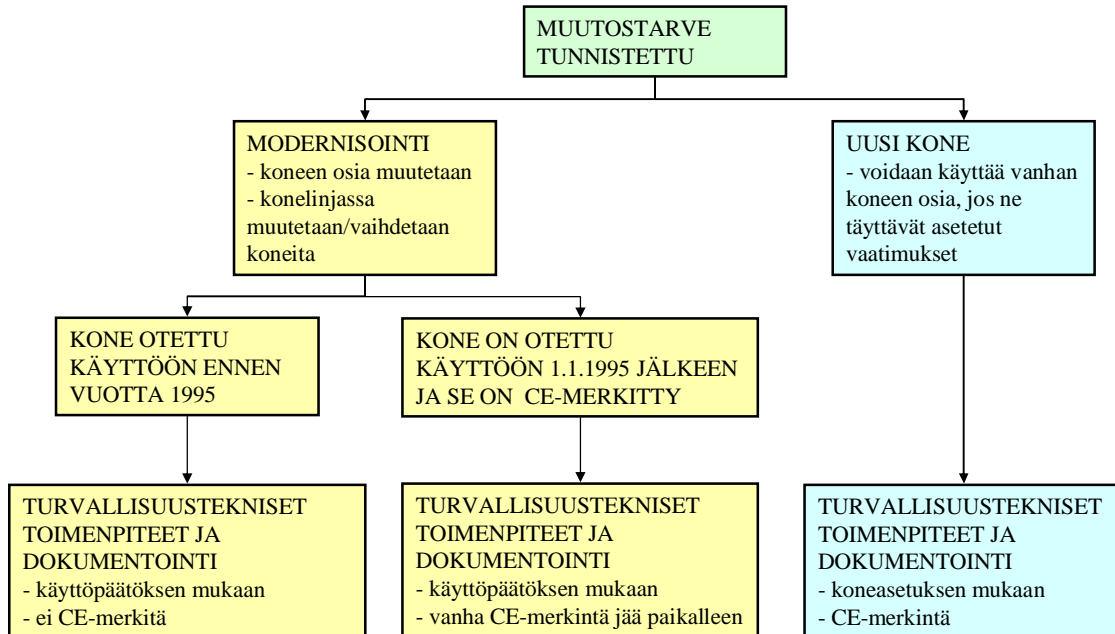 MUUTOSTARVE
TUNNISTETTU
MODERNISOINTI
- koneen osia muutetaan
- konelinjassa
muutetaan/vaihdetaan
koneita
UUSI KONE
- voidaan käyttää vanhan
koneen osia, jos ne
täyttävät asetetut
vaatimukset
KONE OTETTU
KÄYTTÖÖN ENNEN
VUOTTA 1995
KONE ON OTETTU
KÄYTTÖÖN 1.1.1995 JÄLKEEN
JA SE ON CE-MERKITTY
TURVALLISUUSTEKNISET
TOIMENPITEET JA
DOKUMENTOINTI
- käyttöpäätöksen mukaan
- ei CE-merkitä
TURVALLISUUSTEKNISET
TOIMENPITEET JA
DOKUMENTOINTI
- käyttöpäätöksen mukaan
- vanha CE-merkintä jää paikalleen
TURVALLISUUSTEKNISET
TOIMENPITEET JA
DOKUMENTOINTI
- koneasetuksen mukaan
- CE-merkintä